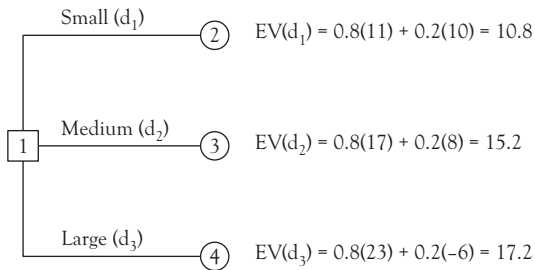 Small (d₁)
2 EV(d₁) = 0.8(11) + 0.2(10) = 10.8
1 Medium (d₂)
3 EV(d₂) = 0.8(17) + 0.2(8) = 15.2
Large (d₃)
4 EV(d₃) = 0.8(23) + 0.2(–6) = 17.2